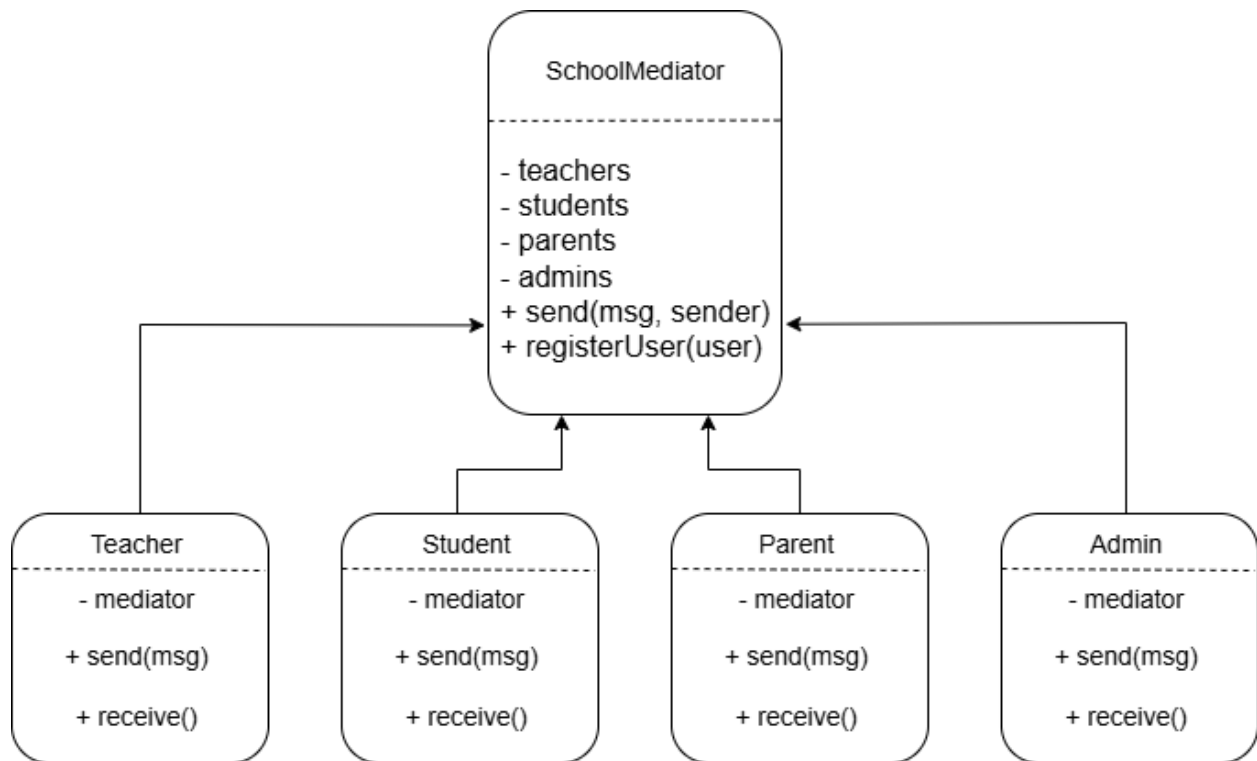 SchoolMediator
- teachers
- students
- parents
- admins
+ send(msg, sender)
+ registerUser(user)
Teacher
- mediator
+ send(msg)
+ receive()
Student
- mediator
+ send(msg)
+ receive()
Parent
- mediator
+ send(msg)
+ receive()
Admin
- mediator
+ send(msg)
+ receive()